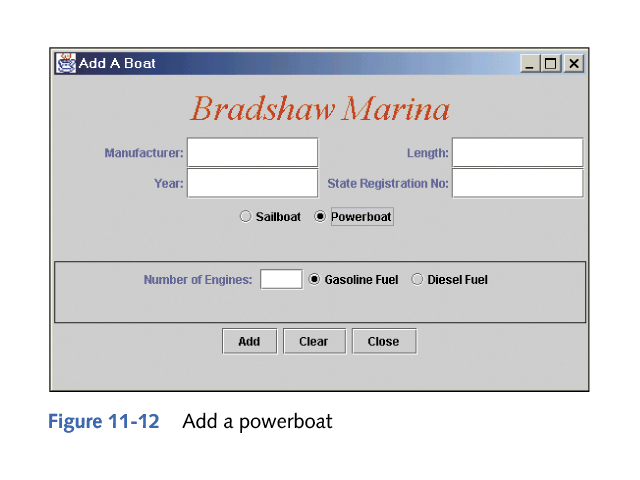 Add A Boat
Bradshaw Marina
Manufacturer: Length:
Year: State Registration No:
Sailboat Powerboat
Number of Engines: Gasoline Fuel Diesel Fuel
Add Clear Close
Figure 11-12 Add a powerboat